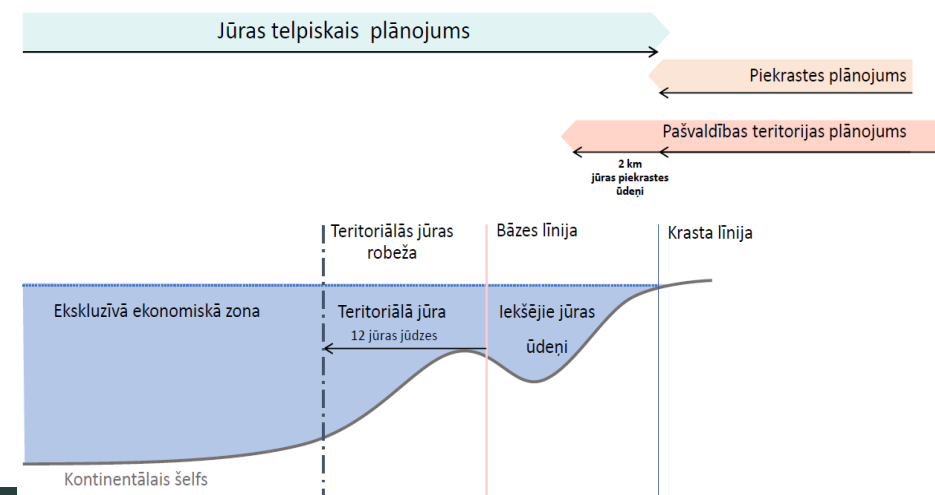 Jūras telpiskais plānojums
Piekrastes plānojums
Pašvaldības teritorijas plānojums
2 km
jūras piekrastes
ūdeņi
Teritoriālās jūras
robeža
Bāzes līnija
Krasta līnija
Ekskluzīvā ekonomiskā zona
Teritoriālā jūra
12 jūras jūdzes
Iekšējie jūras
ūdeņi
Kontinentālais šelfs